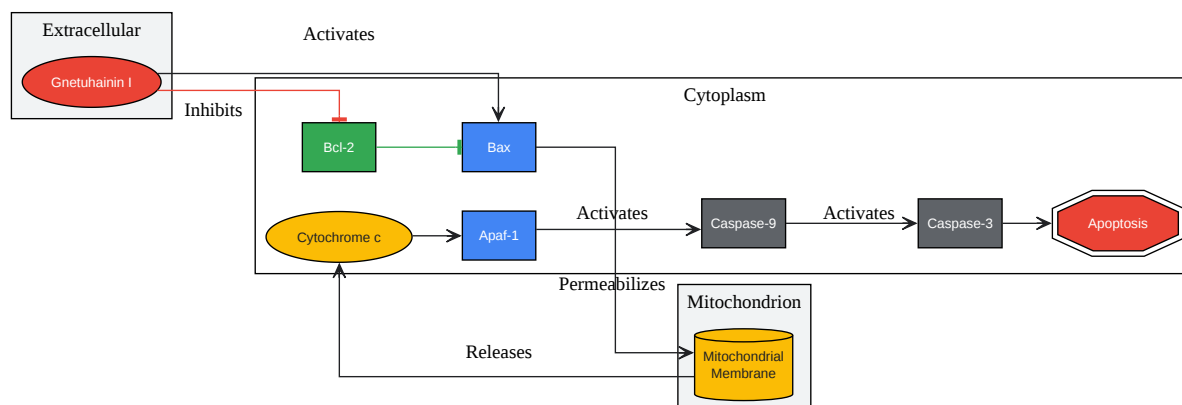 Extracellular
Activates
Gnetuhainin I
Cytoplasm
Inhibits
Bcl-2
Bax
Cytochrome c
Apaf-1
Activates
Caspase-9
Activates
Caspase-3
Apoptosis
Permeabilizes
Mitochondrion
Releases
Mitochondrial
Membrane